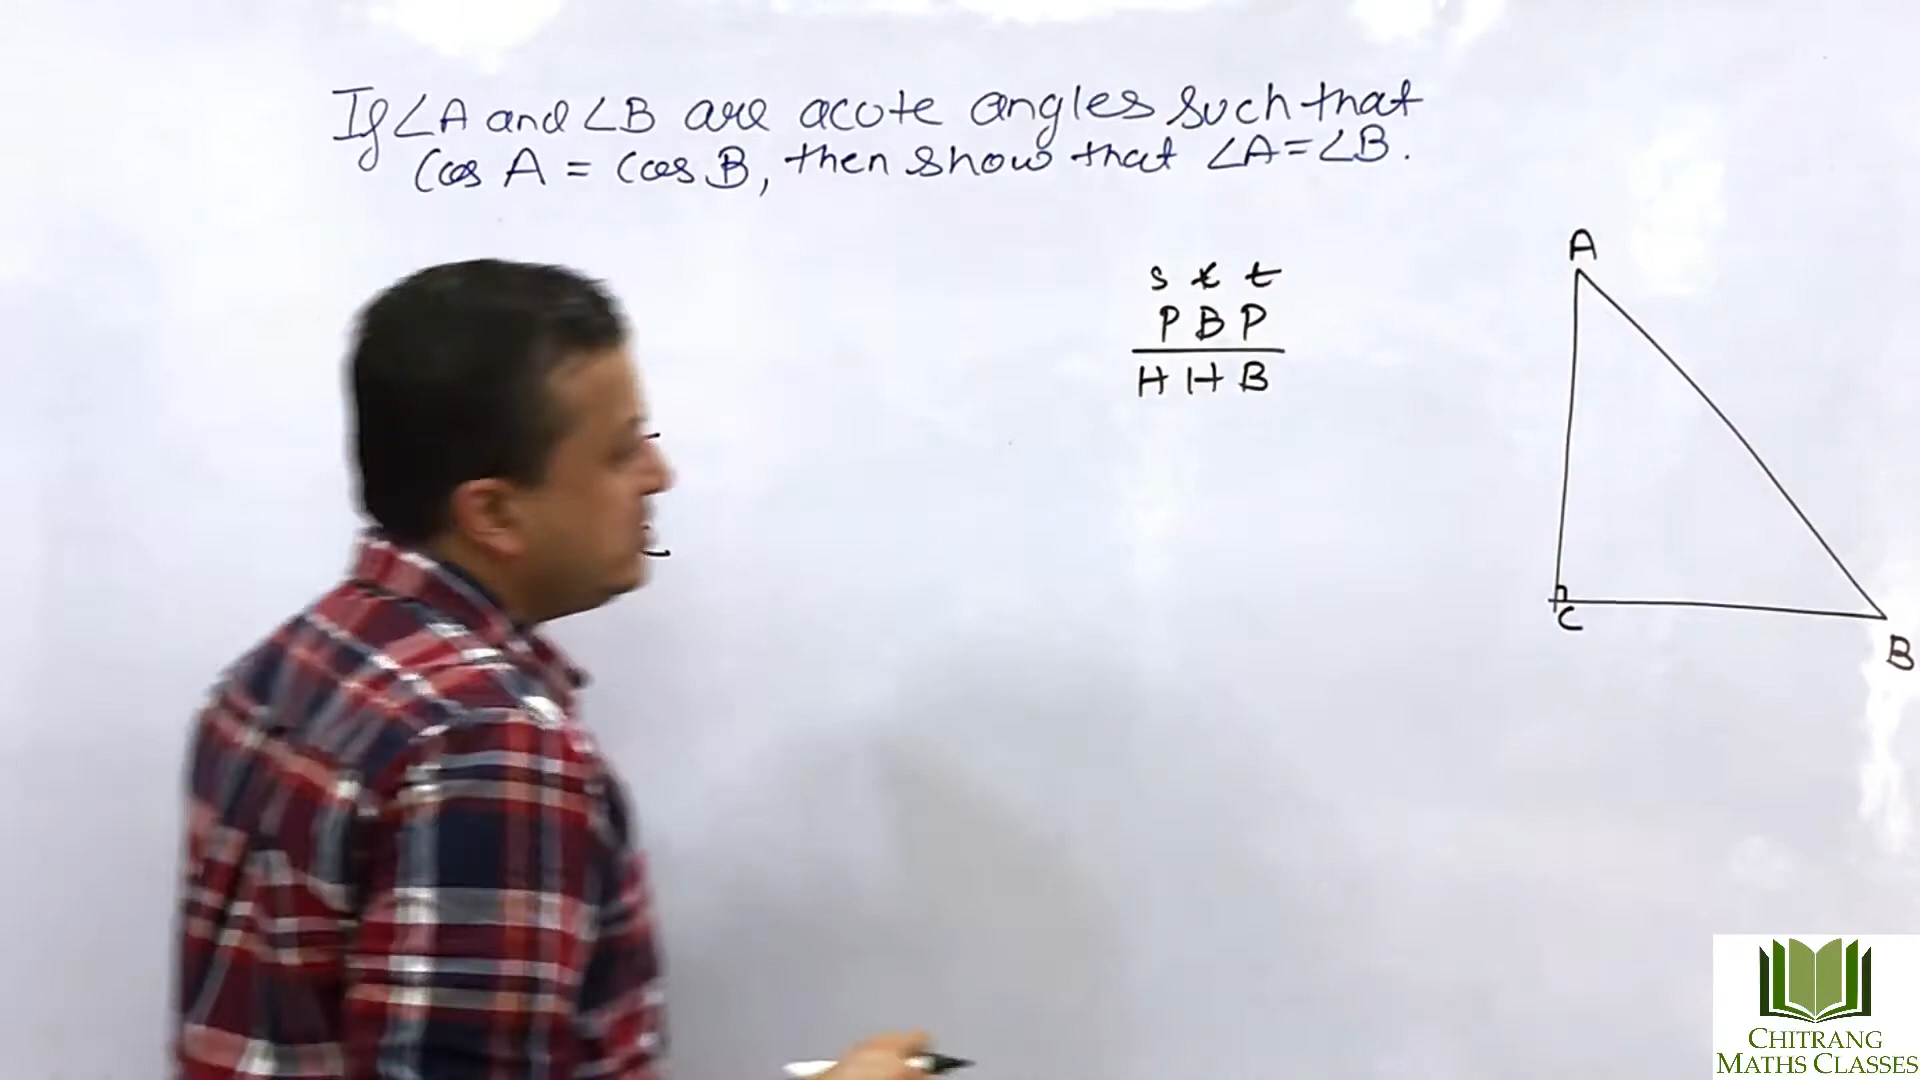 If ∠A and ∠B are acute angles such that
Cos A = Cos B, then show that ∠A = ∠B.
s c t
P B P
H H B
A
C
B
CHITRANG
MATHS CLASSES